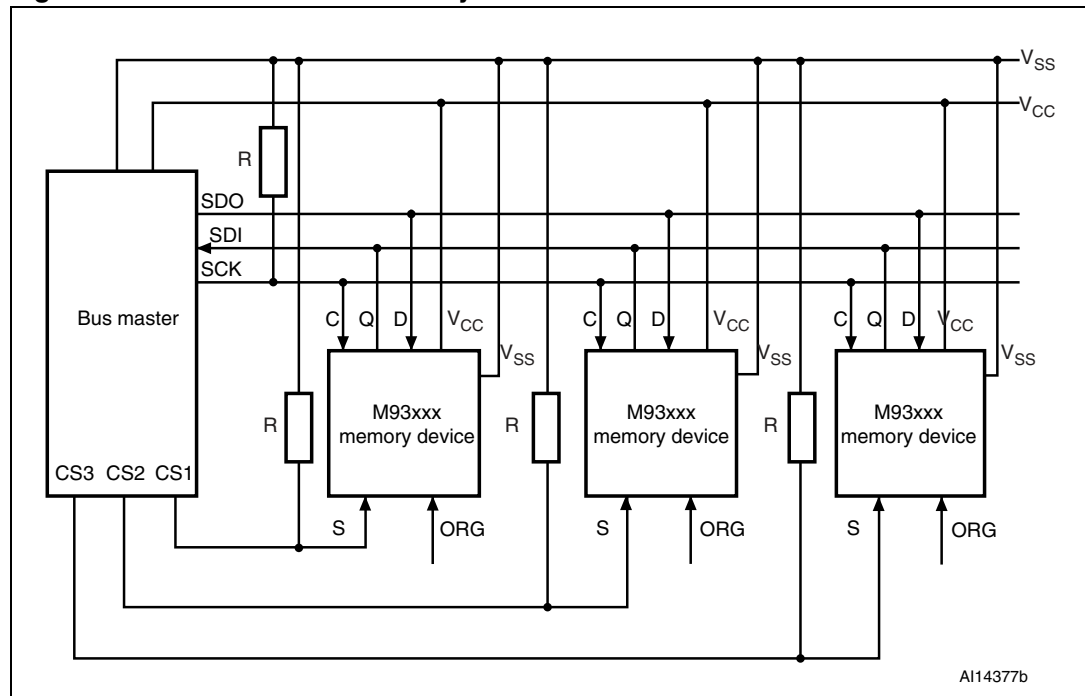 VSS
VCC
R
SDO
SDI
SCK
Bus master
C Q D VCC VSS
C Q D VCC VSS
C Q D VCC VSS
R
M93xxx
memory device
R
M93xxx
memory device
R
M93xxx
memory device
CS3 CS2 CS1
S ORG
S ORG
S ORG
AI14377b